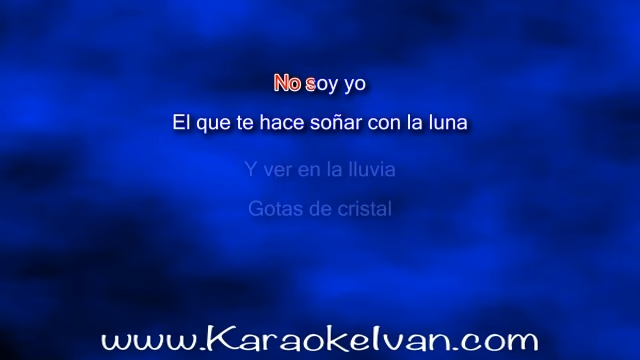 No soy yo
El que te hace soñar con la luna
Y ver en la lluvia
Gotas de cristal
www.KaraokeIvan.com